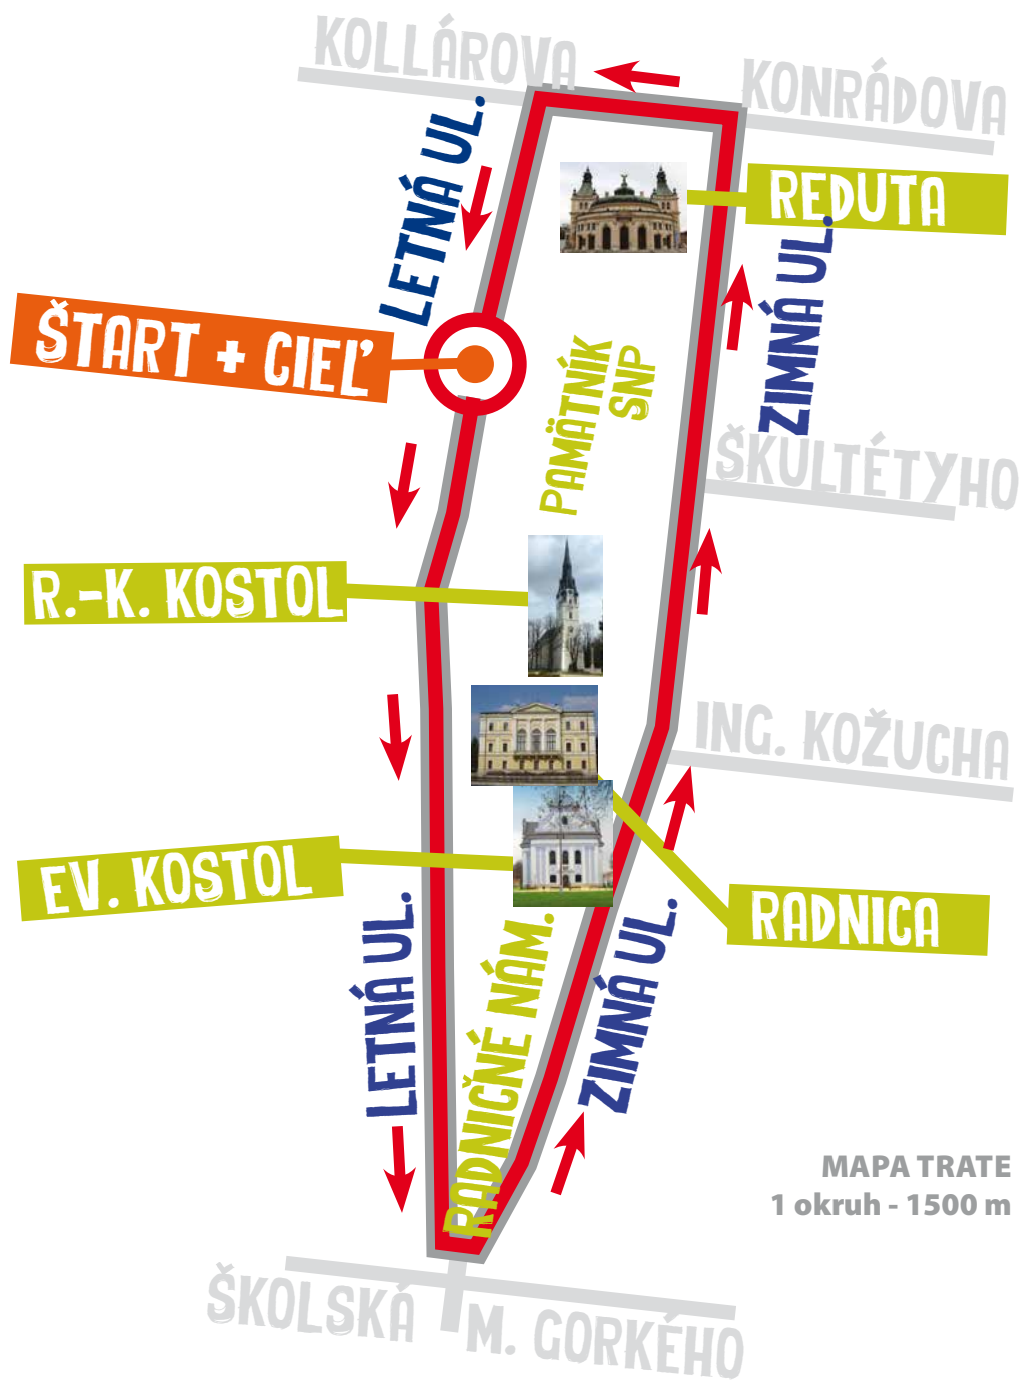 KOLLÁROVA
KONRÁDOVA
LETNÁ UL.
REDUTA
ZIMNÁ UL.
ŠTART + CIEĽ
PAMÄTNÍK
SNP
ŠKULTÉTYHO
R.-K. KOSTOL
ING. KOŽUCHA
EV. KOSTOL
RADNICA
LETNÁ UL.
RADNIČNÉ NÁM.
ZIMNÁ UL.
MAPA TRATE
1 okruh - 1500 m
ŠKOLSKÁ
M. GORKÉHO